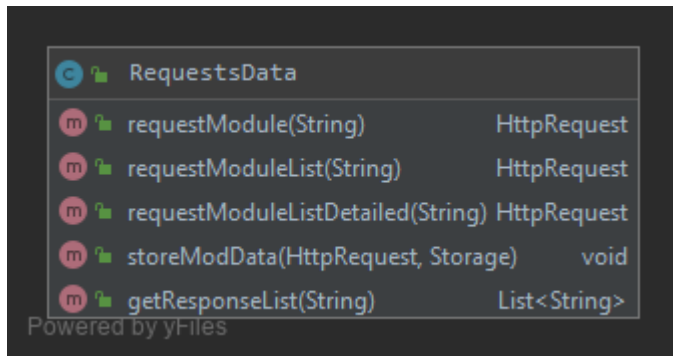 RequestsData
requestModule(String) HttpRequest
requestModuleList(String) HttpRequest
requestModuleListDetailed(String) HttpRequest
storeModData(HttpRequest, Storage) void
getResponseList(String) List<String>
Powered by yFiles